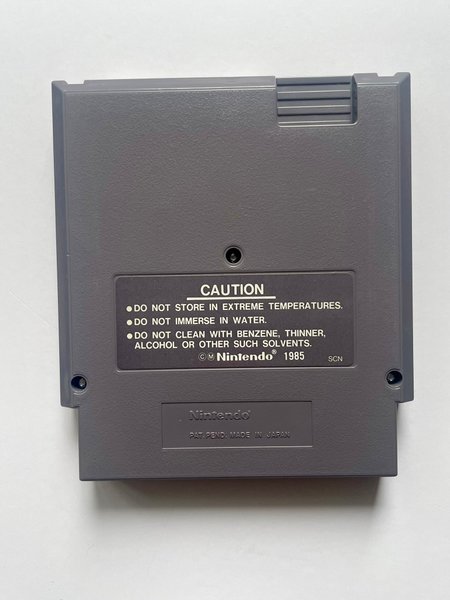 CAUTION
●DO NOT STORE IN EXTREME TEMPERATURES.
●DO NOT IMMERSE IN WATER.
●DO NOT CLEAN WITH BENZENE, THINNER,
ALCOHOL OR OTHER SUCH SOLVENTS.
©Ⓜ Nintendo® 1985 SCN
Nintendo®
PAT. PEND. MADE IN JAPAN